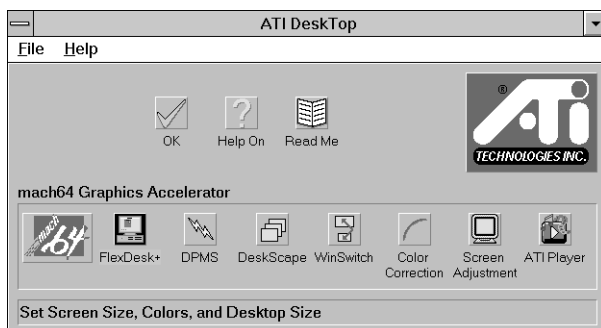 ATI DeskTop
File Help
OK
Help On
Read Me
®
ATI
TECHNOLOGIES INC.
mach64 Graphics Accelerator
mach
64
FlexDesk+
DPMS
DeskScape
WinSwitch
Color
Correction
Screen
Adjustment
ATI Player
Set Screen Size, Colors, and Desktop Size